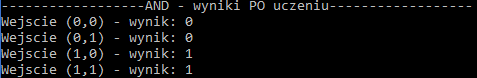 ------------------AND - wyniki PO uczeniu------------------
Wejscie (0,0) - wynik: 0
Wejscie (0,1) - wynik: 0
Wejscie (1,0) - wynik: 1
Wejscie (1,1) - wynik: 1